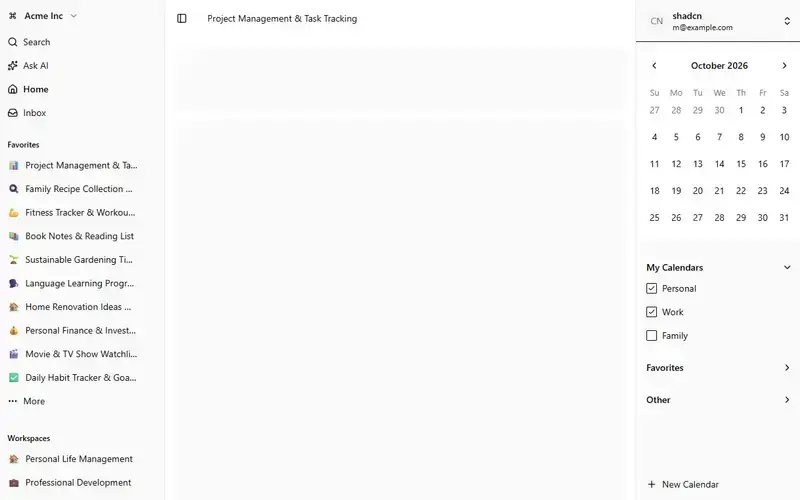 Acme Inc
Search
Ask AI
Home
Inbox
Favorites
Project Management & Ta...
Family Recipe Collection ...
Fitness Tracker & Workou...
Book Notes & Reading List
Sustainable Gardening Ti...
Language Learning Progr...
Home Renovation Ideas ...
Personal Finance & Invest...
Movie & TV Show Watchli...
Daily Habit Tracker & Goa...
More
Workspaces
Personal Life Management
Professional Development
Project Management & Task Tracking
CN
shadcn
m@example.com
October 2026
Su Mo Tu We Th Fr Sa
27 28 29 30 1 2 3
4 5 6 7 8 9 10
11 12 13 14 15 16 17
18 19 20 21 22 23 24
25 26 27 28 29 30 31
My Calendars
Personal
Work
Family
Favorites
Other
New Calendar